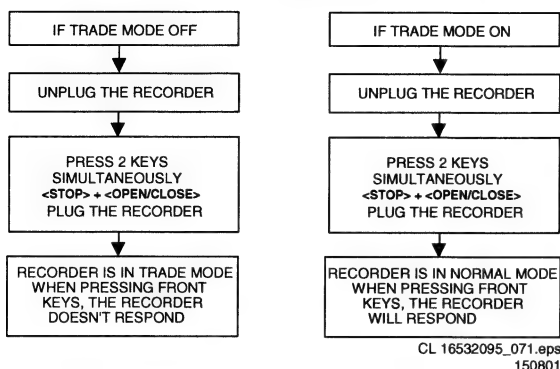 IF TRADE MODE OFF
UNPLUG THE RECORDER
PRESS 2 KEYS
SIMULTANEOUSLY
<STOP> + <OPEN/CLOSE>
PLUG THE RECORDER
RECORDER IS IN TRADE MODE
WHEN PRESSING FRONT
KEYS, THE RECORDER
DOESN'T RESPOND
IF TRADE MODE ON
UNPLUG THE RECORDER
PRESS 2 KEYS
SIMULTANEOUSLY
<STOP> + <OPEN/CLOSE>
PLUG THE RECORDER
RECORDER IS IN NORMAL MODE
WHEN PRESSING FRONT
KEYS, THE RECORDER
WILL RESPOND
CL 16532095_071.eps
150801